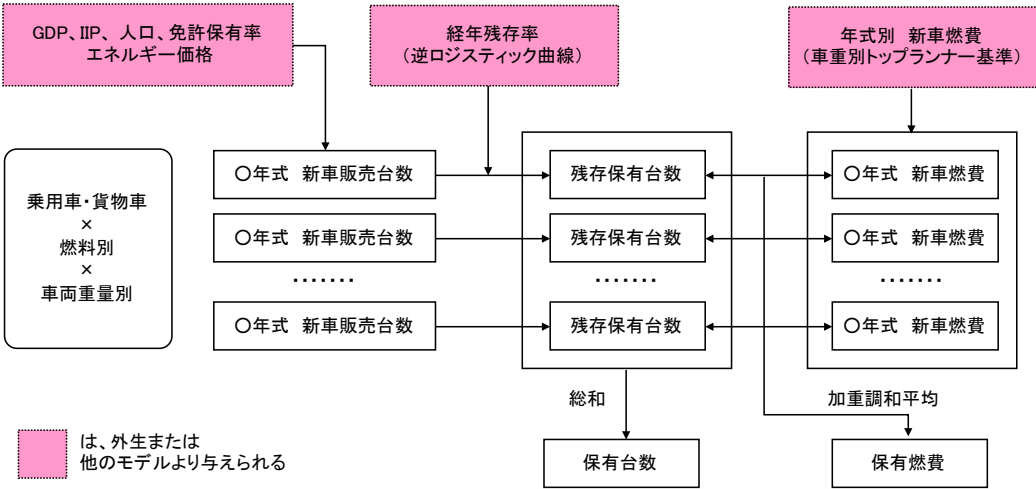 GDP、IIP、人口、免許保有率
エネルギー価格
経年残存率
（逆ロジスティック曲線）
年式別　新車燃費
（車重別トップランナー基準）
乗用車・貨物車
×
燃料別
×
車両重量別
〇年式　新車販売台数
残存保有台数
〇年式　新車燃費
〇年式　新車販売台数
残存保有台数
〇年式　新車燃費
・・・・・・・
・・・・・・・
・・・・・・・
〇年式　新車販売台数
残存保有台数
〇年式　新車燃費
総和
加重調和平均
保有台数
保有燃費
は、外生または
他のモデルより与えられる